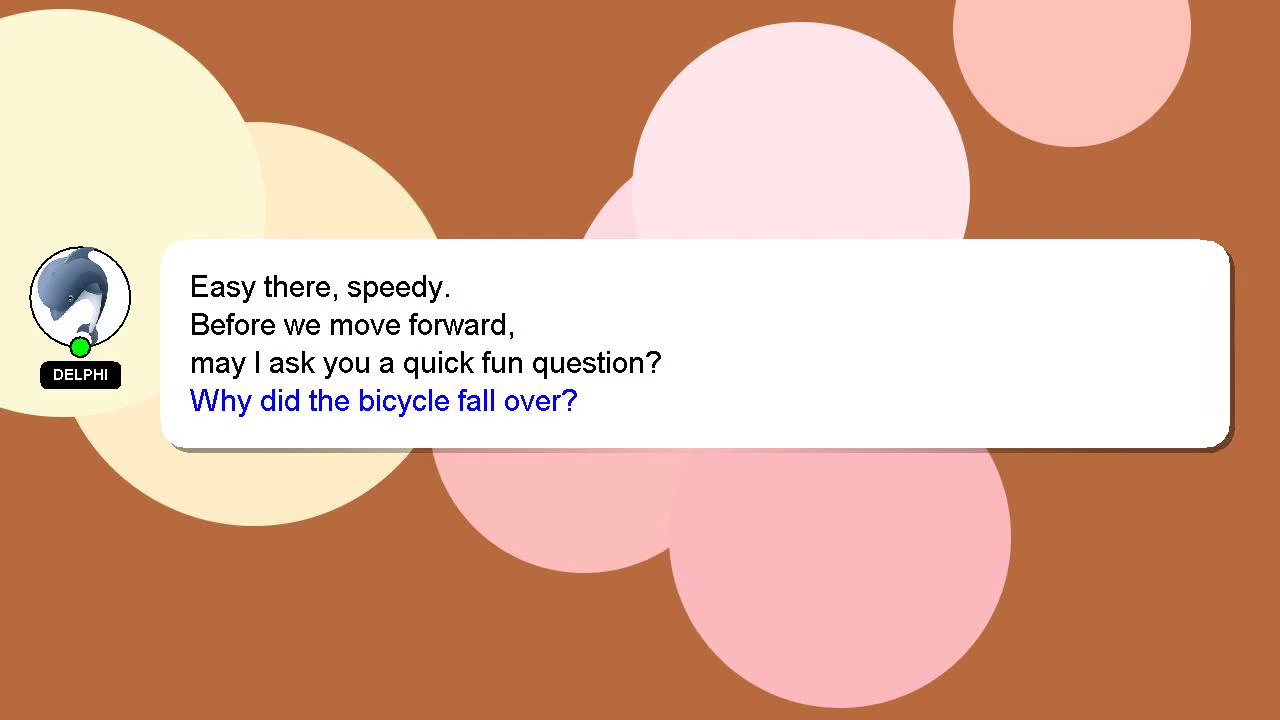 Easy there, speedy.
Before we move forward,
may I ask you a quick fun question?
Why did the bicycle fall over?
DELPHI